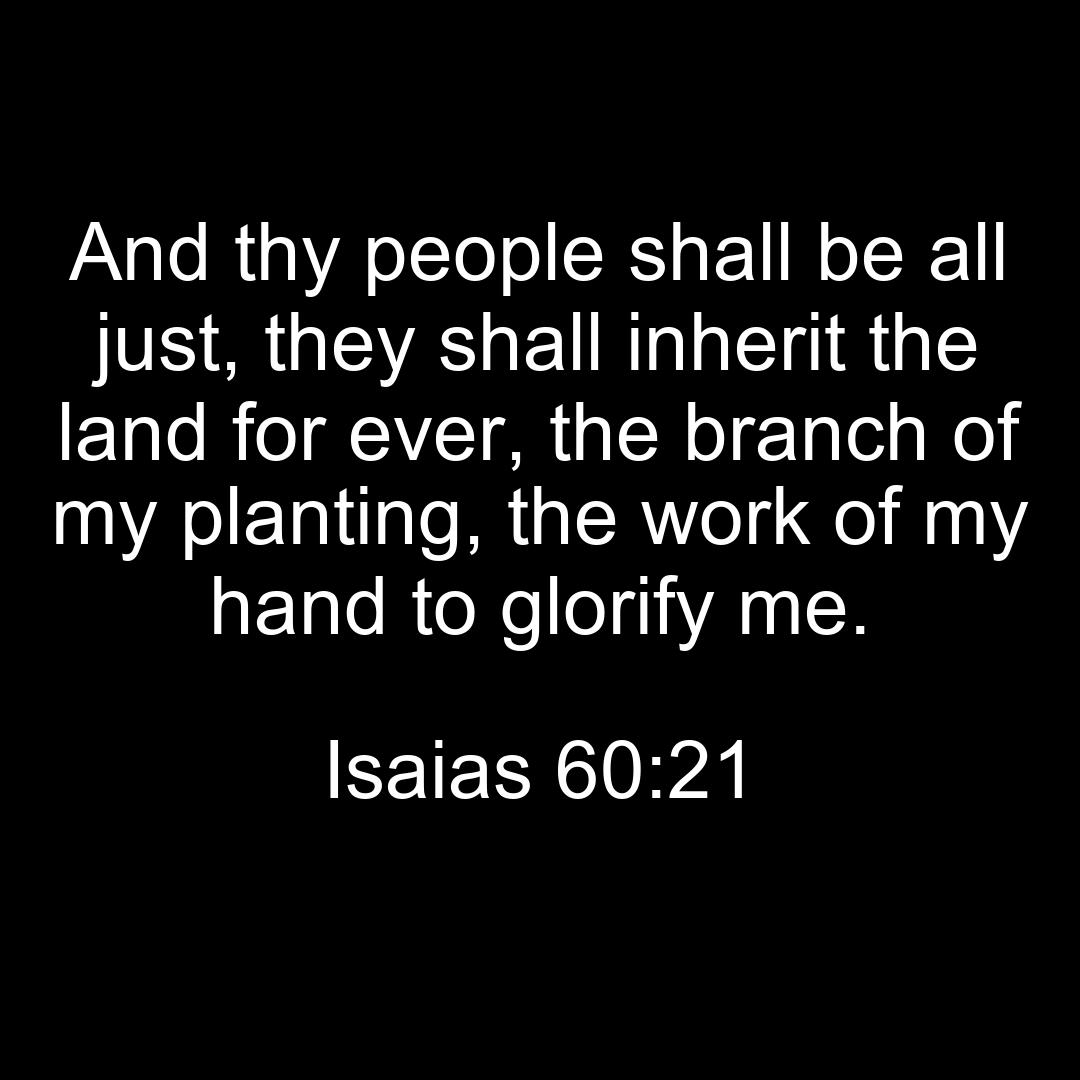 And thy people shall be all
just, they shall inherit the
land for ever, the branch of
my planting, the work of my
hand to glorify me.
Isaias 60:21